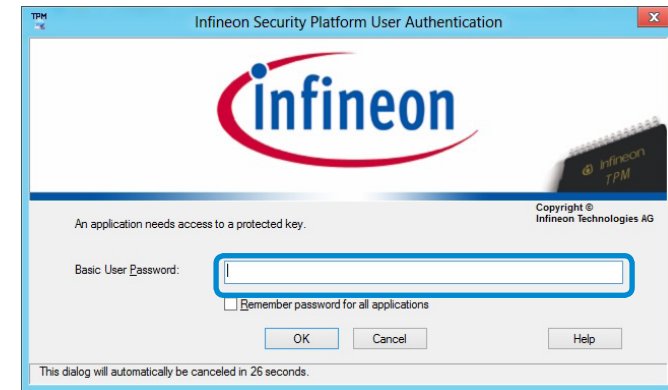 TPM
Infineon Security Platform User Authentication
infineon
infineon
TPM
Copyright ©
Infineon Technologies AG
An application needs access to a protected key.
Basic User Password:
Remember password for all applications
OK Cancel Help
This dialog will automatically be canceled in 26 seconds.